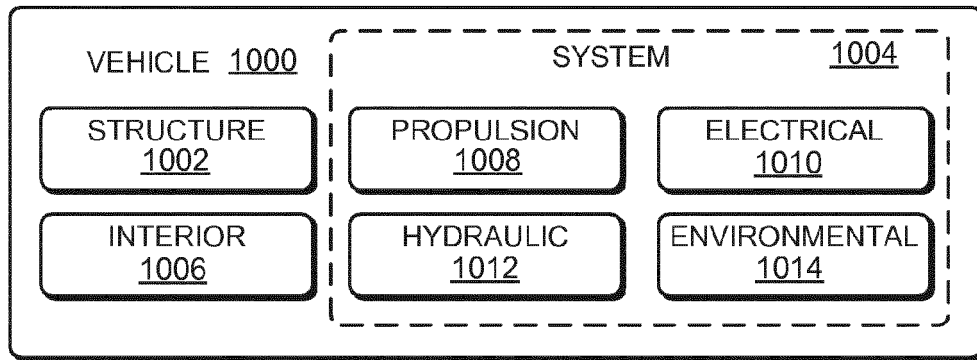 VEHICLE 1000
SYSTEM 1004
STRUCTURE
1002
PROPULSION
1008
ELECTRICAL
1010
INTERIOR
1006
HYDRAULIC
1012
ENVIRONMENTAL
1014